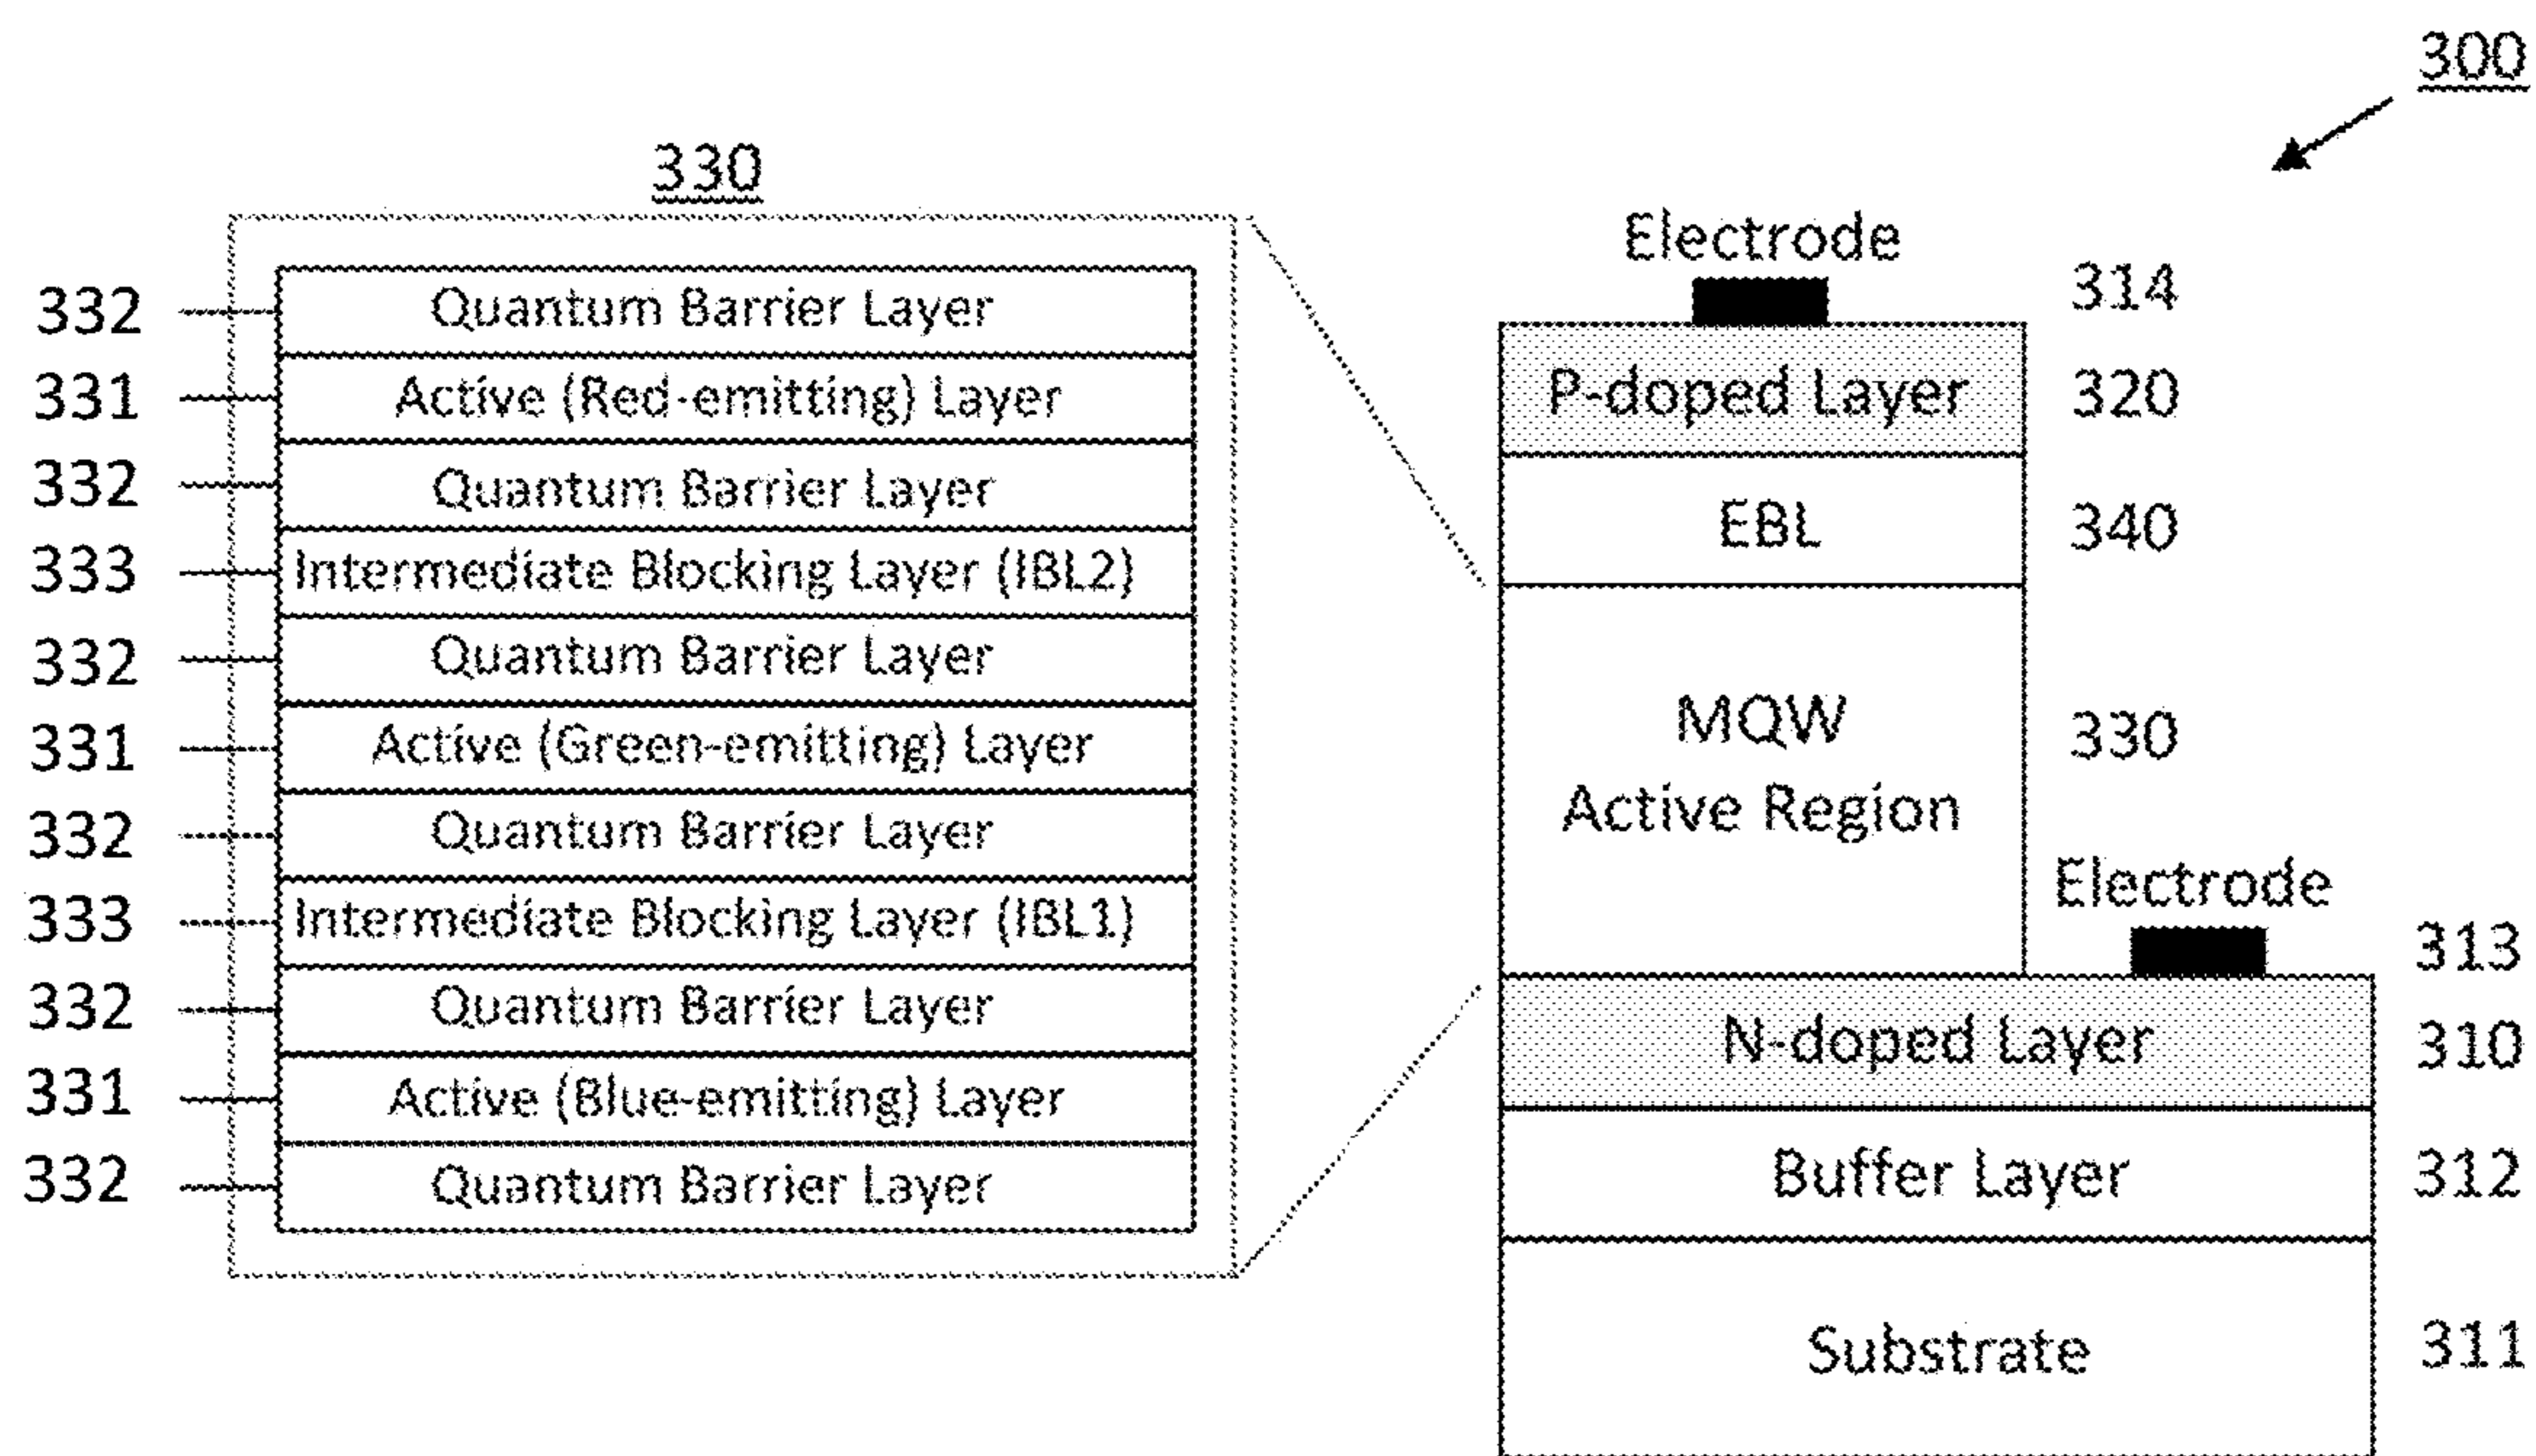 300
330
332 Quantum Barrier Layer
331 Active (Red-emitting) Layer
332 Quantum Barrier Layer
333 Intermediate Blocking Layer (IBL2)
332 Quantum Barrier Layer
331 Active (Green-emitting) Layer
332 Quantum Barrier Layer
333 Intermediate Blocking Layer (IBL1)
332 Quantum Barrier Layer
331 Active (Blue-emitting) Layer
332 Quantum Barrier Layer
Electrode
314
P-doped Layer 320
EBL 340
MQW
Active Region
330
Electrode
313
N-doped Layer 310
Buffer Layer 312
Substrate 311